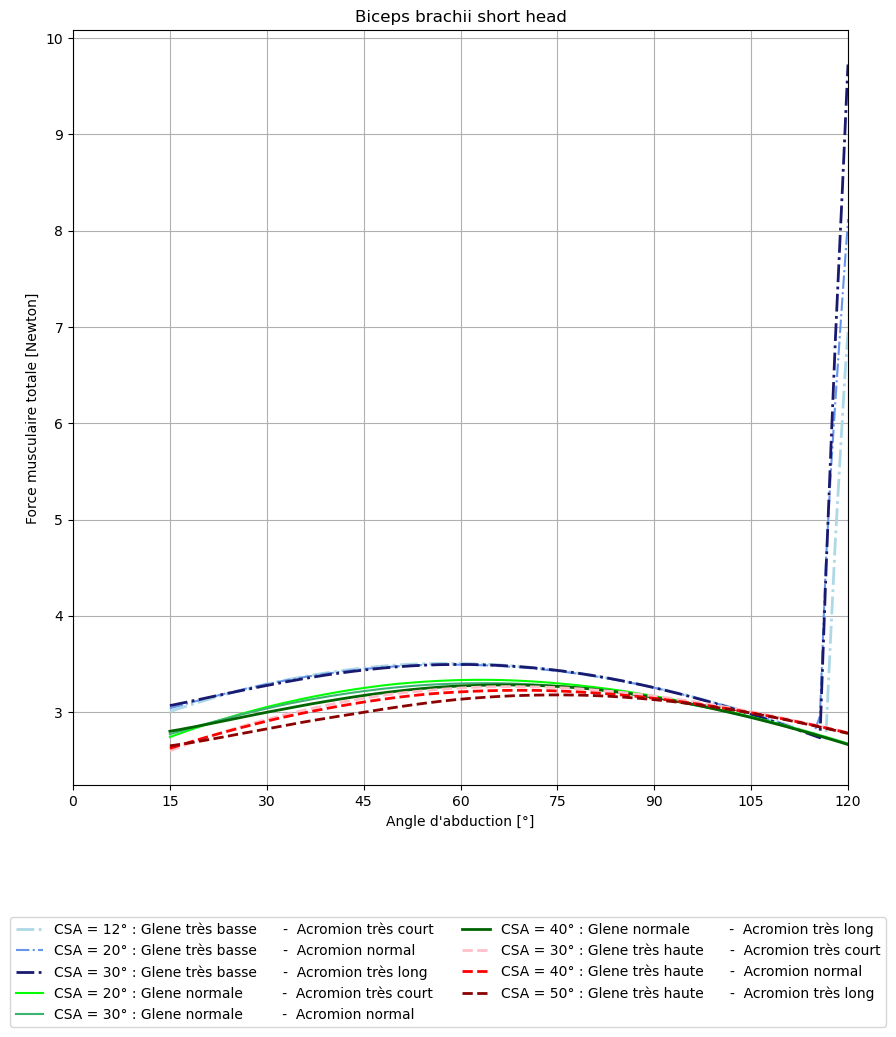 Biceps brachii short head
10
9
8
7
6
5
4
3
Force musculaire totale [Newton]
0 15 30 45 60 75 90 105 120
Angle d'abduction [°]
CSA = 12° : Glene très basse - Acromion très court
CSA = 20° : Glene très basse - Acromion normal
CSA = 30° : Glene très basse - Acromion très long
CSA = 20° : Glene normale - Acromion très court
CSA = 30° : Glene normale - Acromion normal
CSA = 40° : Glene normale - Acromion très long
CSA = 30° : Glene très haute - Acromion très court
CSA = 40° : Glene très haute - Acromion normal
CSA = 50° : Glene très haute - Acromion très long